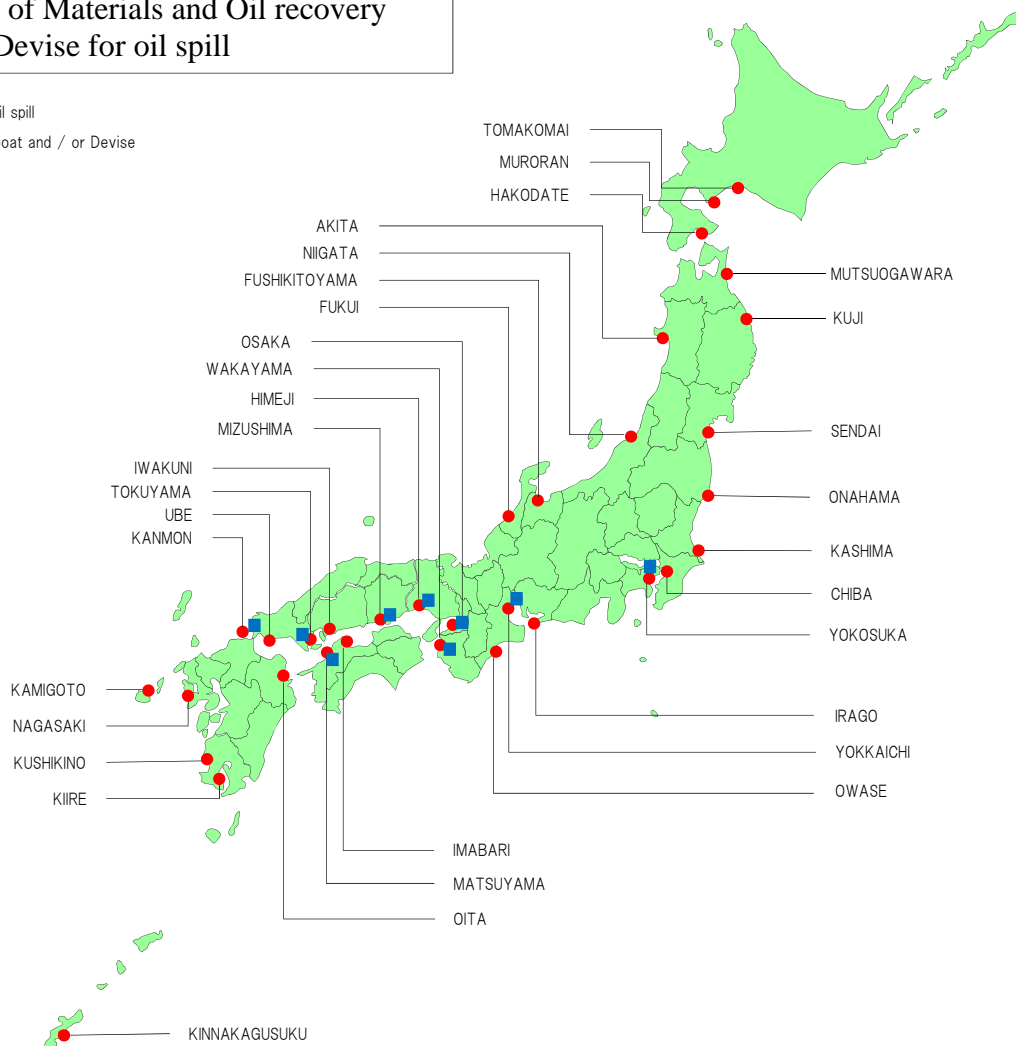 of Materials and Oil recovery
Devise for oil spill
oil spill
boat and / or Devise
TOMAKOMAI
MURORAN
HAKODATE
AKITA
NIIGATA
FUSHIKITOYAMA
FUKUI
OSAKA
WAKAYAMA
HIMEJI
MIZUSHIMA
IWAKUNI
TOKUYAMA
UBE
KANMON
MUTSUOGAWARA
KUJI
SENDAI
ONAHAMA
KASHIMA
CHIBA
YOKOSUKA
KAMIGOTO
NAGASAKI
KUSHIKINO
KIIRE
IRAGO
YOKKAICHI
OWASE
IMABARI
MATSUYAMA
OITA
KINNAKAGUSUKU